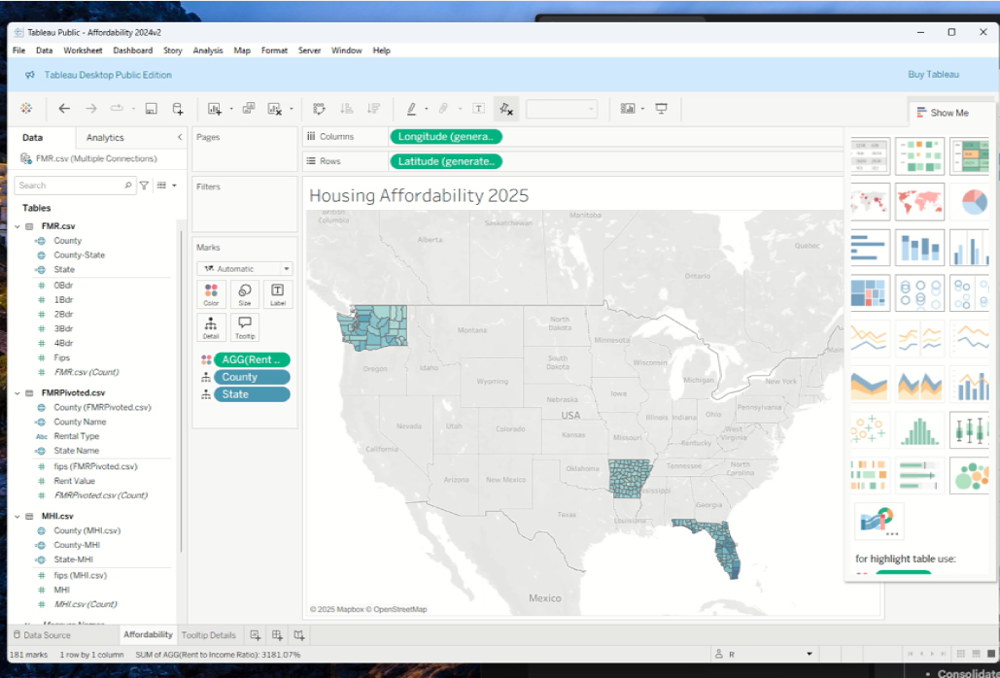 Tableau Public - Affordability 2024v2
File Data Worksheet Dashboard Story Analysis Map Format Server Window Help
Tableau Desktop Public Edition
Buy Tableau
Show Me
Data Analytics
FMR.csv (Multiple Connections)
Search
Tables
FMR.csv
County
County-State
State
0Bdr
1Bdr
2Bdr
3Bdr
4Bdr
Fips
FMR.csv (Count)
FMRPivoted.csv
County (FMRPivoted.csv)
County Name
Abc Rental Type
State Name
fips (FMRPivoted.csv)
Rent Value
FMRPivoted.csv (Count)
MHI.csv
County (MHI.csv)
County-MHI
State-MHI
fips (MHI.csv)
MHI
MHI.csv (Count)
Measure Names
Pages
Filters
Marks
Automatic
Color Size Label
Detail Tooltip
AGG(Rent ..
County
State
Columns Longitude (genera..
Rows Latitude (generate..
Housing Affordability 2025
British
Columbia
Alberta
Saskatchewan
Manitoba
Ontario
Quebec
Montana
North
Dakota
Minnesota
Oregon
Idaho
South
Dakota
Wisconsin
Michigan
New York
Maine
Wyoming
Nebraska
Iowa
Illinois Indiana
Ohio
Pennsylvania
USA
Nevada
Utah
Colorado
Kansas
Missouri
West
Virginia
Kentucky
California
Arizona
New Mexico
Oklahoma
Tennessee
North
Carolina
Georgia
Texas
Louisiana
Mexico
© 2025 Mapbox © OpenStreetMap
for highlight table use:
Data Source Affordability Tooltip Details
181 marks 1 row by 1 column SUM of AGG(Rent to Income Ratio): 3181.07%
R
Consolidate